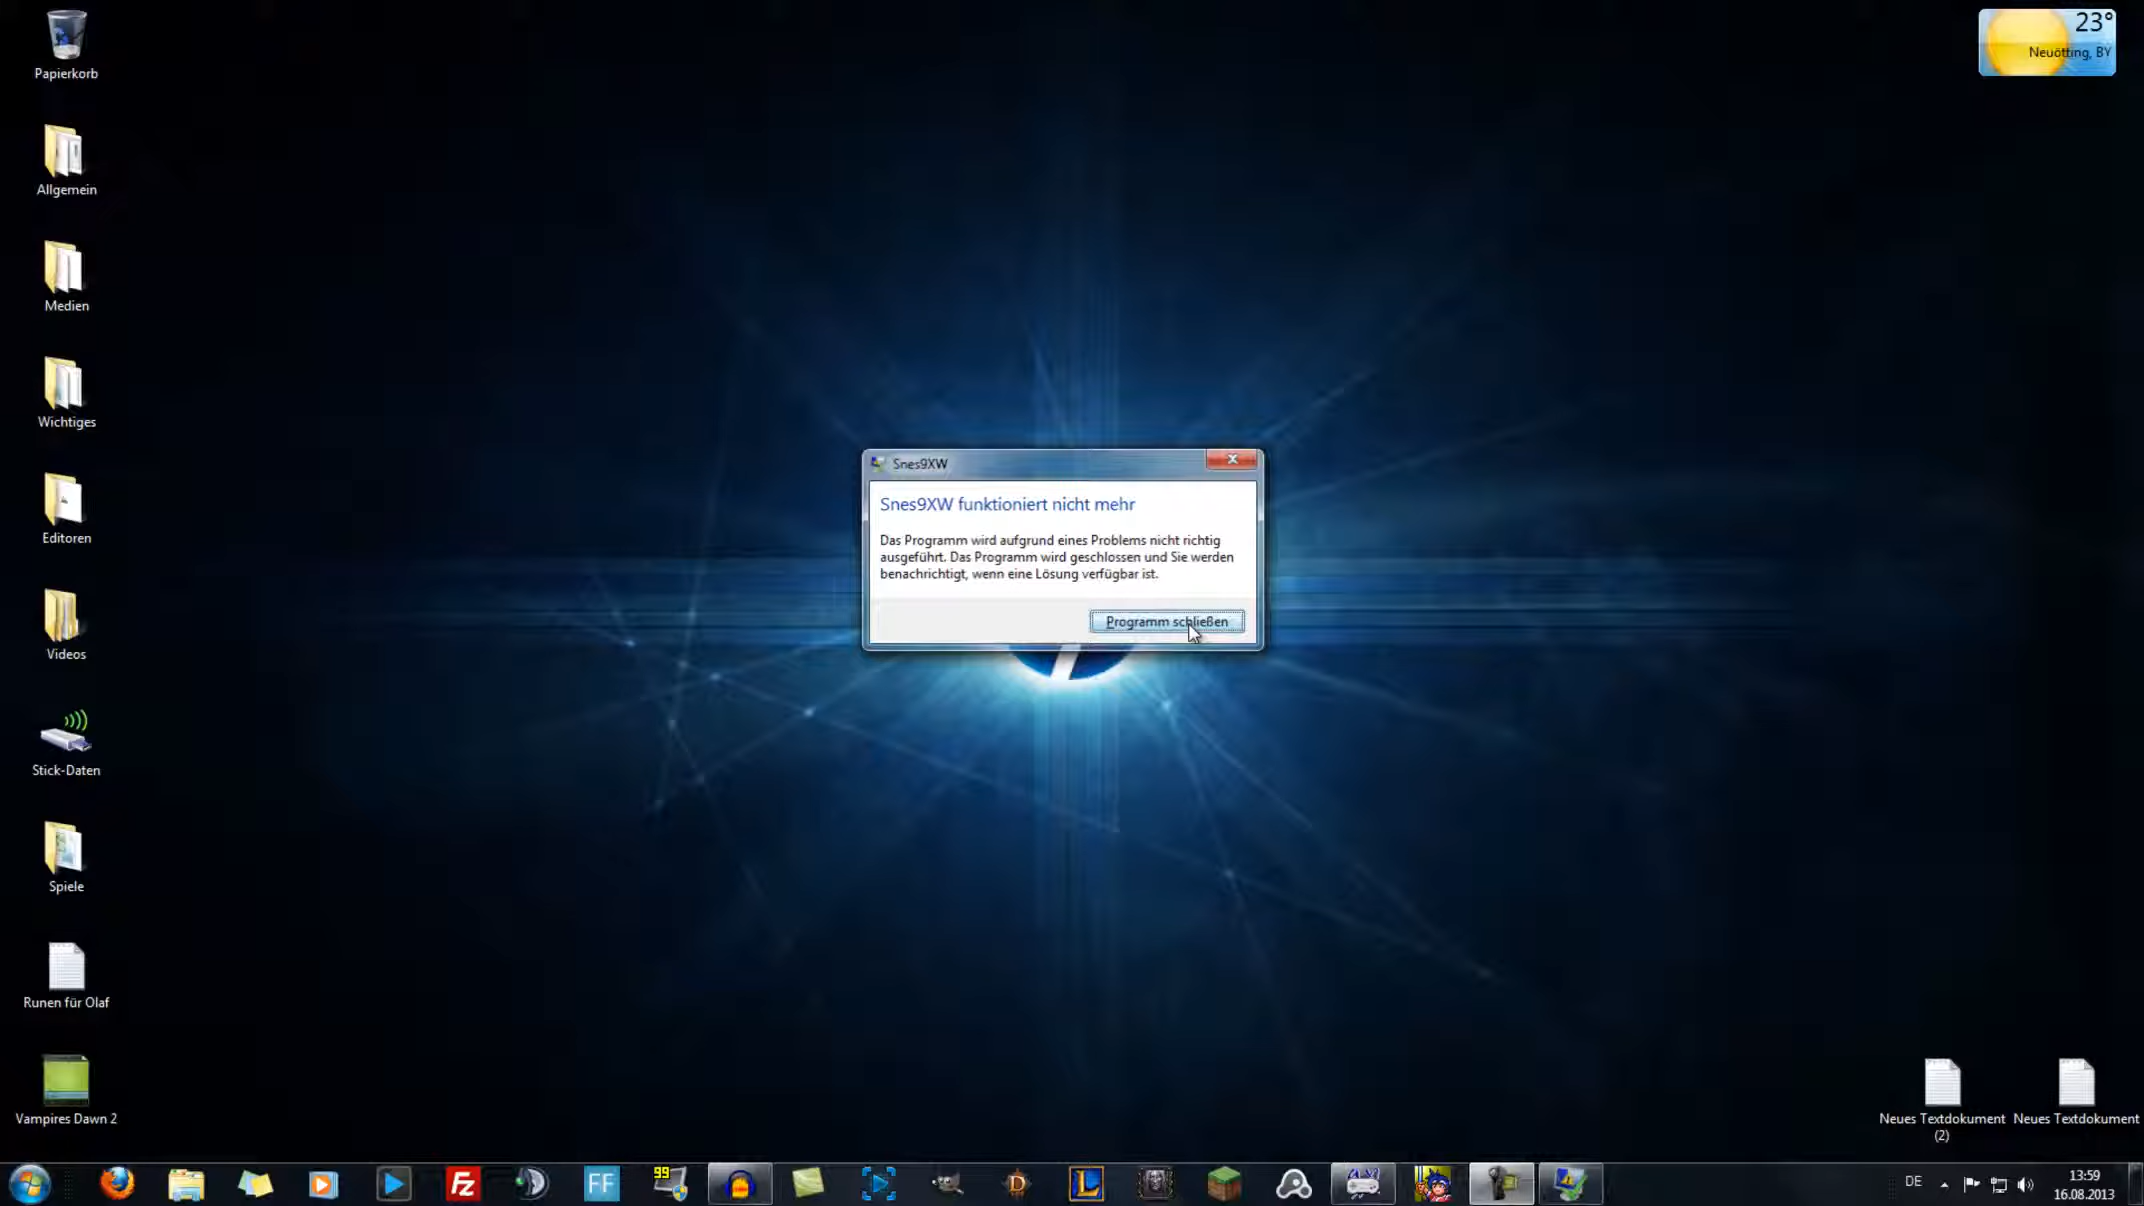 Papierkorb
Allgemein
Medien
Wichtiges
Editoren
Videos
Stick-Daten
Spiele
Runen für Olaf
Vampires Dawn 2
23°
Neuötting, BY
Snes9XW
Snes9XW funktioniert nicht mehr
Das Programm wird aufgrund eines Problems nicht richtig
ausgeführt. Das Programm wird geschlossen und Sie werden
benachrichtigt, wenn eine Lösung verfügbar ist.
Programm schließen
Neues Textdokument
(2)
Neues Textdokument
FZ
FF
99
D
L
DE
13:59
16.08.2013